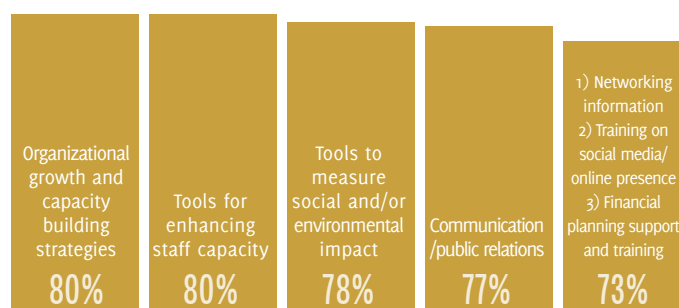 Organizational
growth and
capacity
building
strategies
80%
Tools for
enhancing
staff capacity
80%
Tools to
measure
social and/or
environmental
impact
78%
Communication
/public relations
77%
1) Networking
information
2) Training on
social media/
online presence
3) Financial
planning support
and training
73%